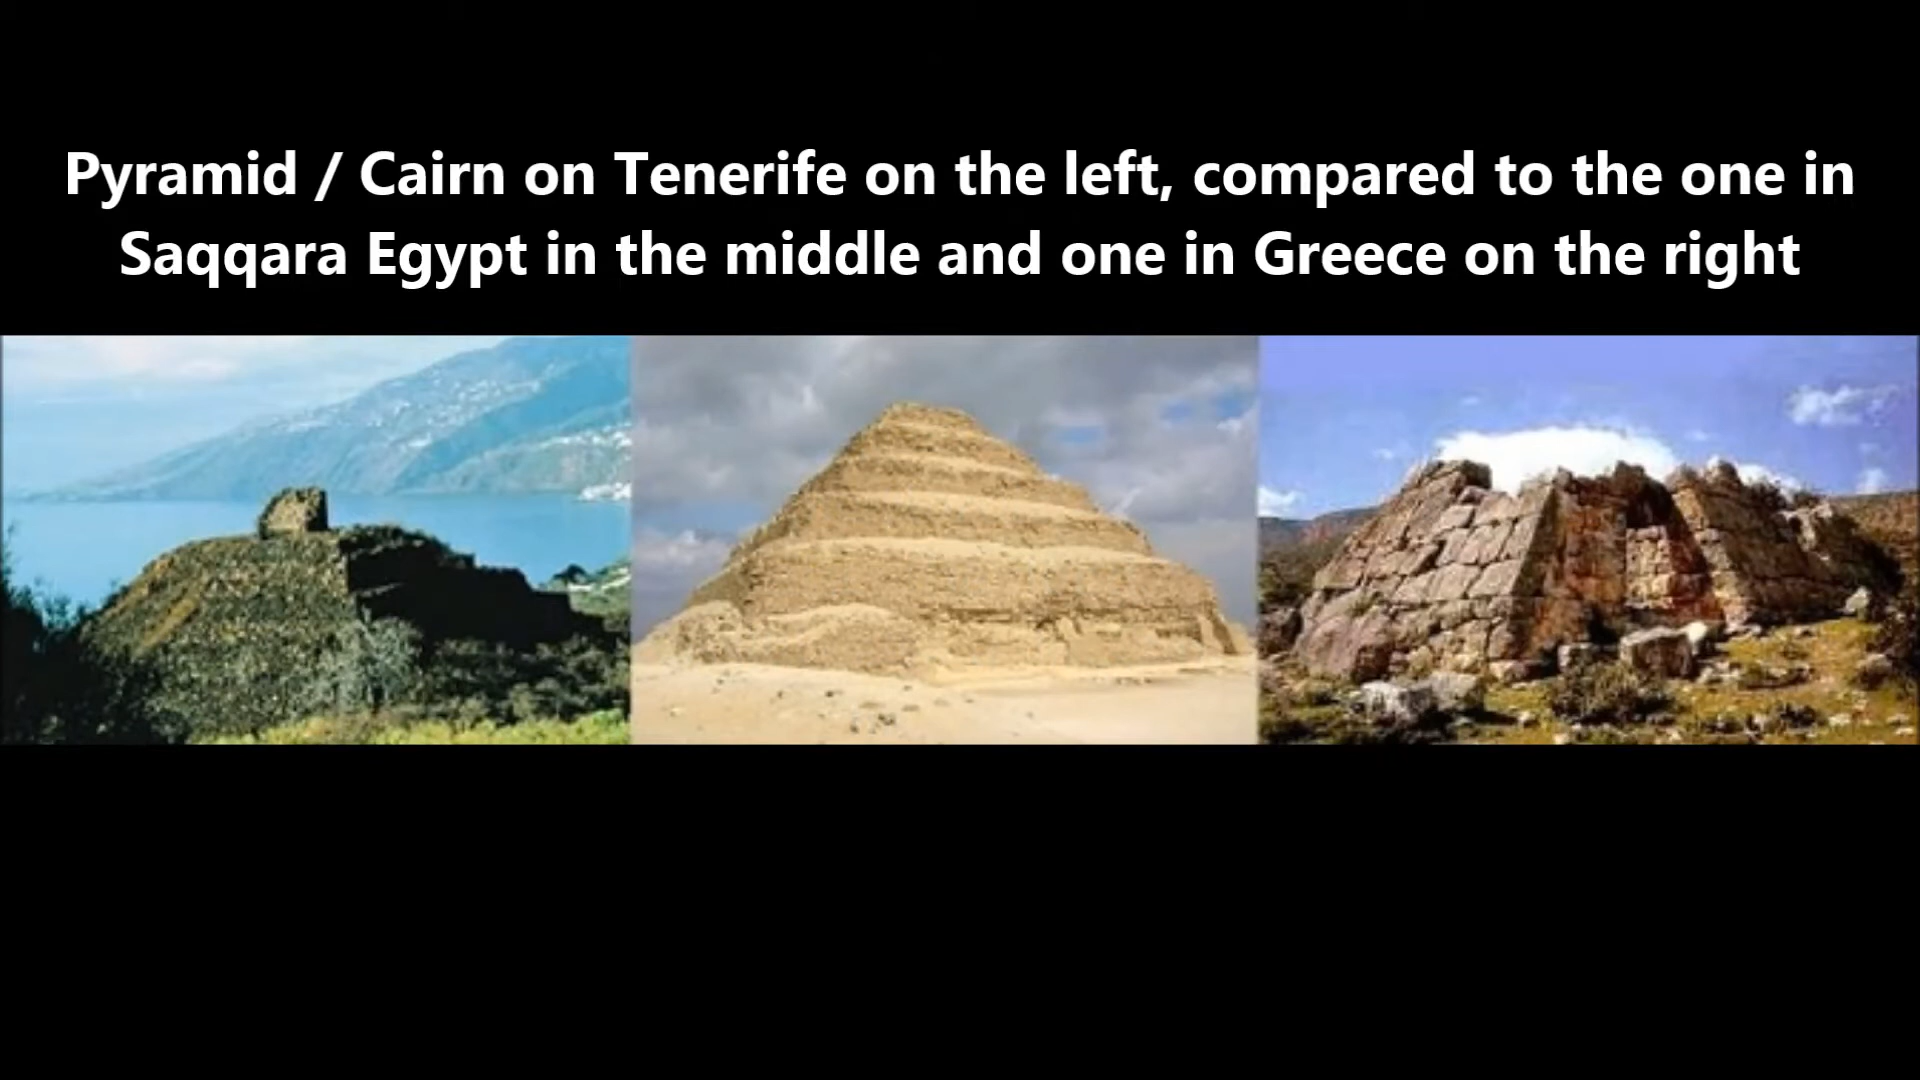 Pyramid / Cairn on Tenerife on the left, compared to the one in
Saqqara Egypt in the middle and one in Greece on the right